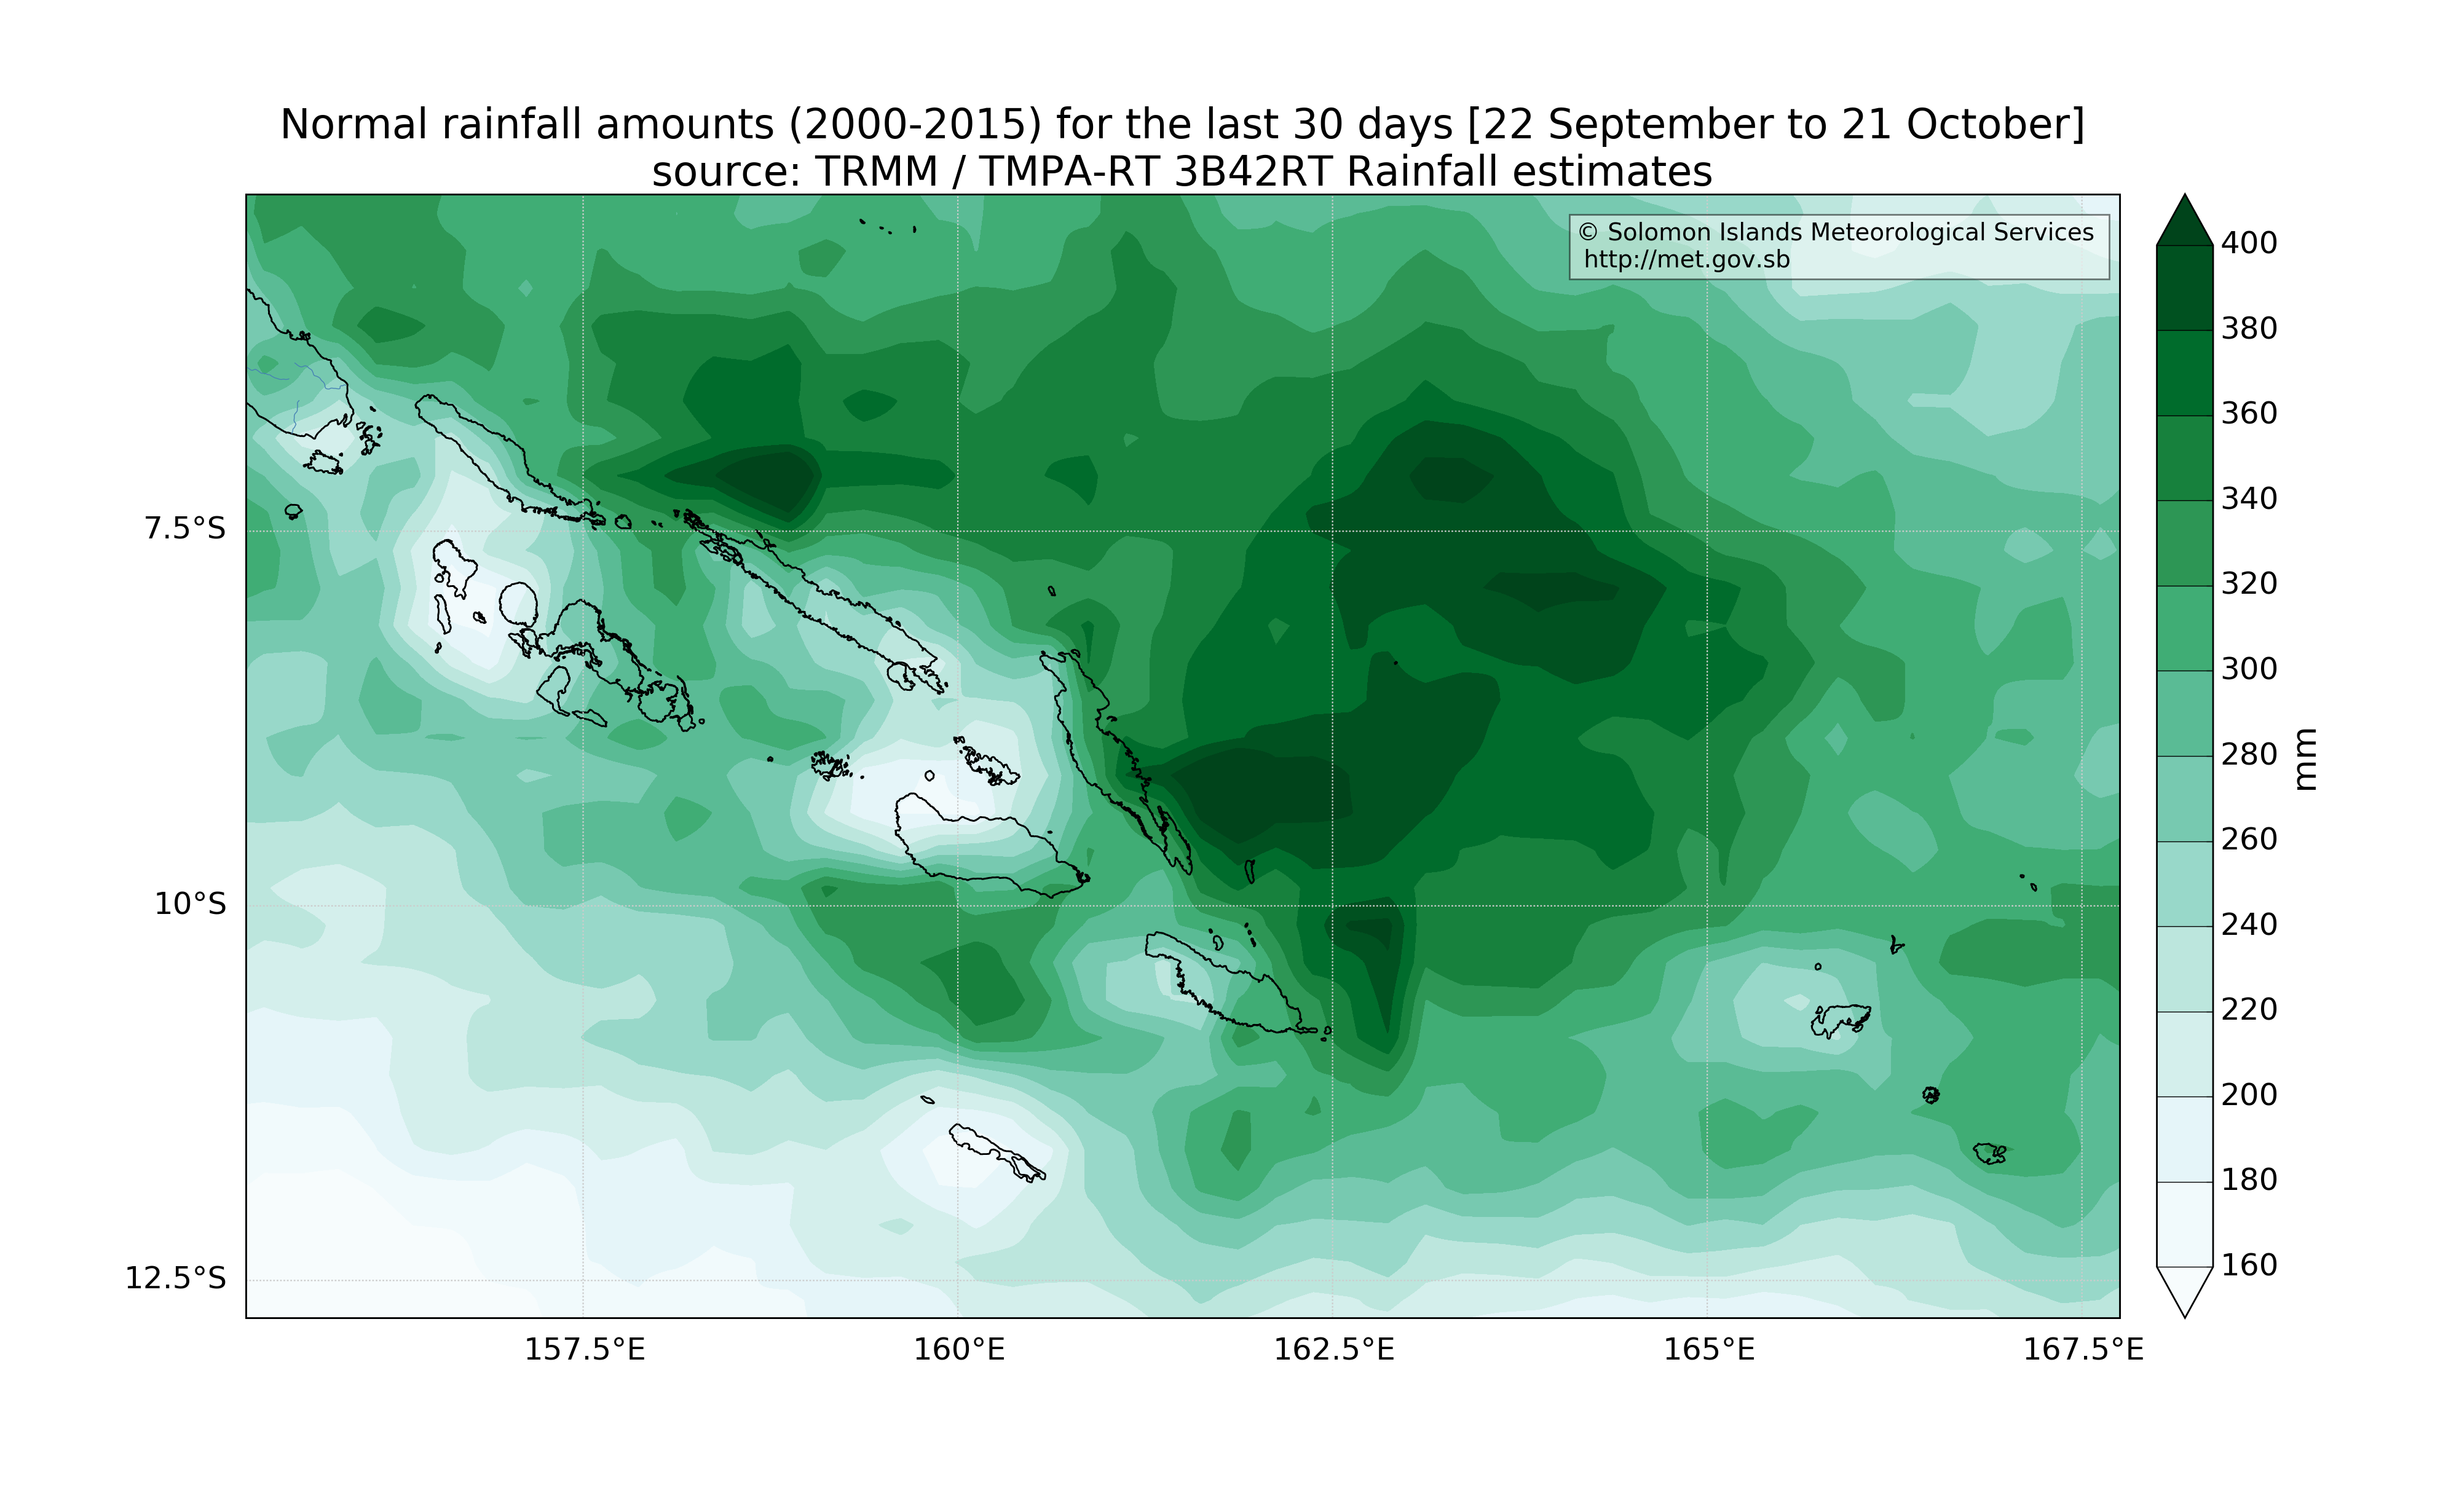 Normal rainfall amounts (2000-2015) for the last 30 days [22 September to 21 October]
source: TRMM / TMPA-RT 3B42RT Rainfall estimates
© Solomon Islands Meteorological Services
http://met.gov.sb
400
380
360
340
320
300
280
260
240
220
200
180
160
mm
7.5°S
10°S
12.5°S
157.5°E
160°E
162.5°E
165°E
167.5°E